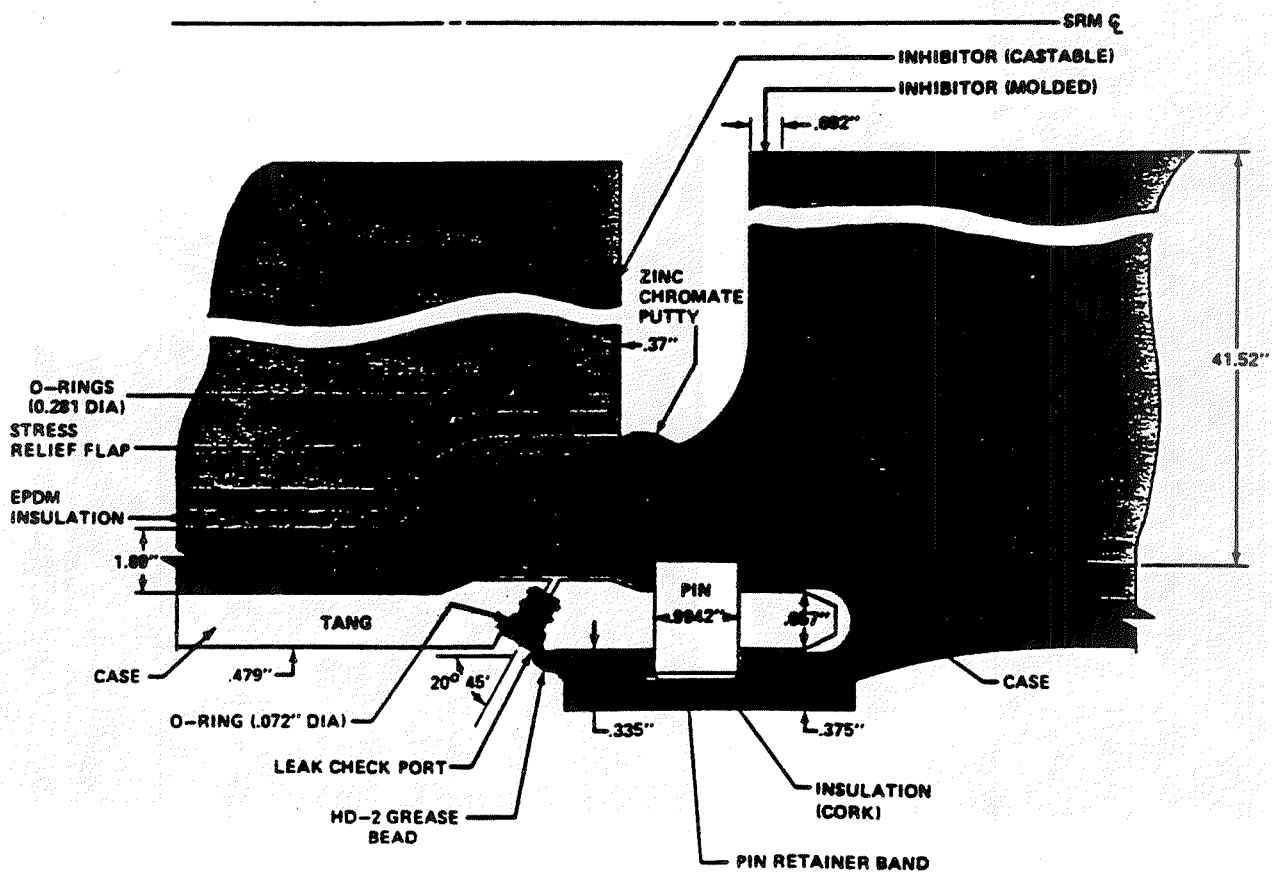 SRM ℄
INHIBITOR (CASTABLE)
INHIBITOR (MOLDED)
ZINC
CHROMATE
PUTTY
.37"
41.52"
O–RINGS
(0.281 DIA)
STRESS
RELIEF FLAP
EPDM
INSULATION
PIN
TANG
CASE
.479"
20° 45'
CASE
O–RING (.072" DIA)
.335"
.375"
LEAK CHECK PORT
INSULATION
(CORK)
HD–2 GREASE
BEAD
PIN RETAINER BAND